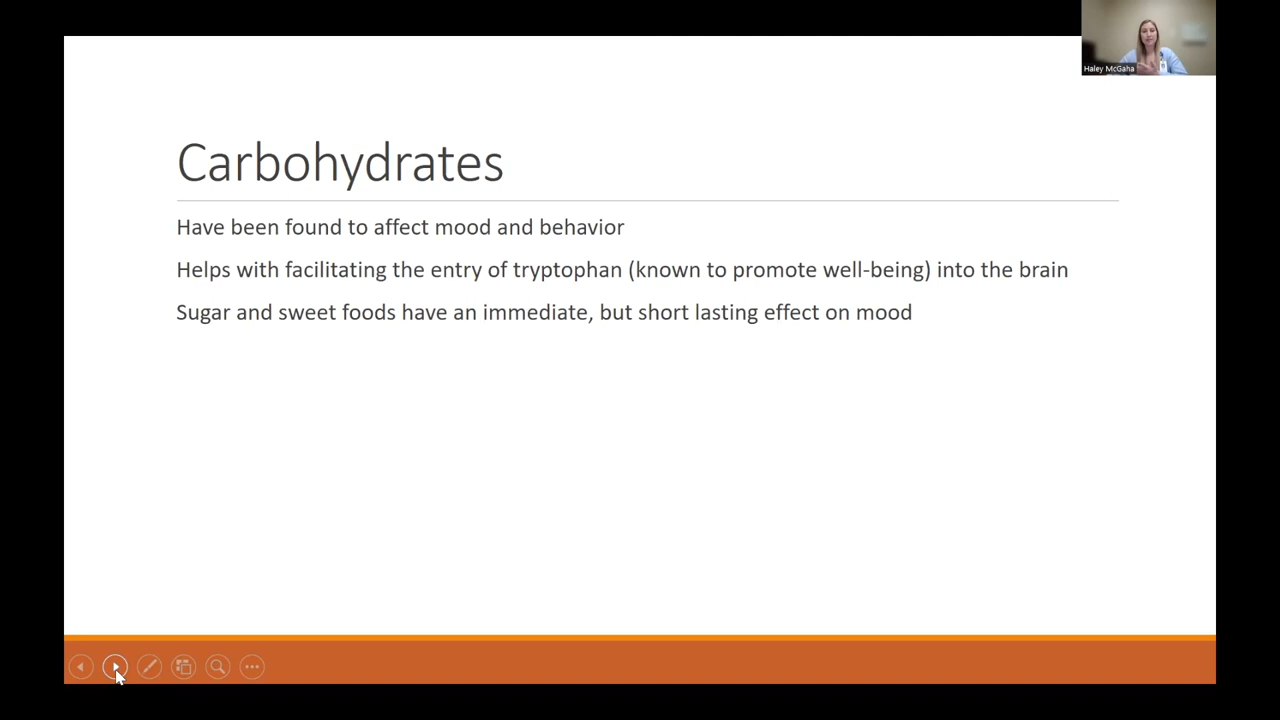 Haley McGaha
Carbohydrates
Have been found to affect mood and behavior
Helps with facilitating the entry of tryptophan (known to promote well-being) into the brain
Sugar and sweet foods have an immediate, but short lasting effect on mood